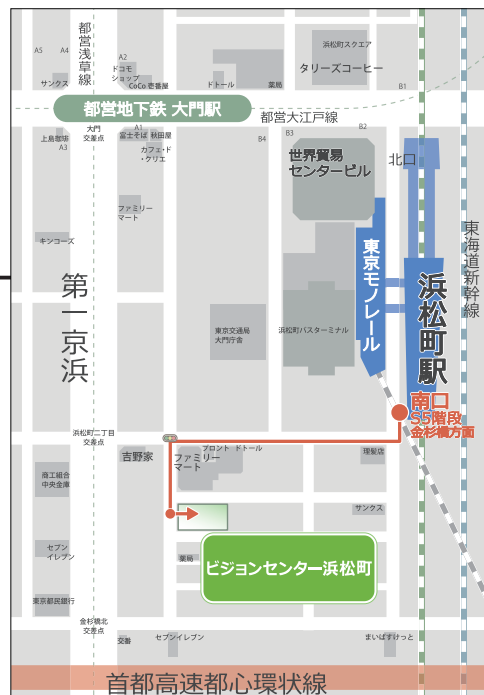 都営浅草線
A5
A4
A2
サンクス
ドコモ
ショップ
CoCo 壱番屋
ドトール
薬局
浜松町スクエア
タリーズコーヒー
B1
都営地下鉄 大門駅
都営大江戸線
大門
交差点
上島珈琲
A3
A1
富士そば
秋田屋
カフェ・ド
・クリエ
B4
B3
B2
世界貿易
センタービル
北口
ファミリー
マート
キンコーズ
東京モノレール
東海道新幹線
第一京浜
浜松町駅
東京交通局
大門庁舎
浜松町バスターミナル
南口
S5階段
金杉橋方面
浜松町二丁目
交差点
吉野家
ファミリー
マート
プロント
ドトール
理髪店
商工組合
中央金庫
サンクス
セブン
イレブン
薬局
ビジョンセンター浜松町
東京都民銀行
金杉橋北
交差点
交番
セブンイレブン
まいばすけっと
首都高速都心環状線